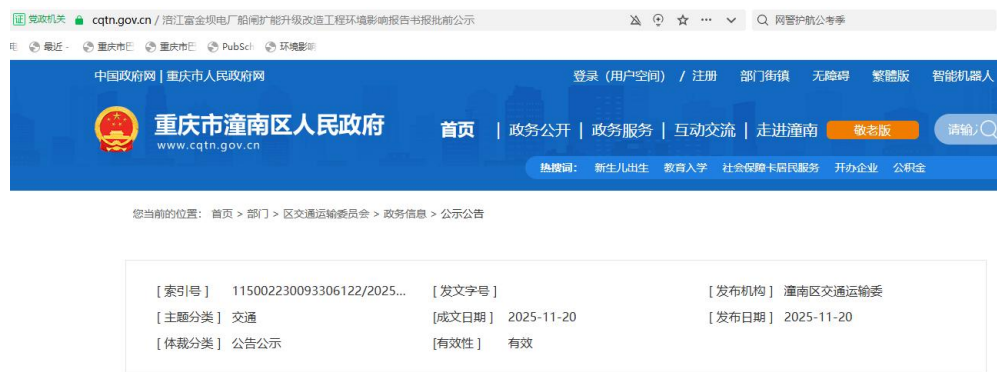 证 党政机关 cqtn.gov.cn / 涪江富金坝电厂船闸扩能升级改造工程环境影响报告书报批前公示 网警护航公考季
最近 - 重庆市 重庆市 PubSc 环境影
中国政府网 | 重庆市人民政府网 登录（用户空间） / 注册 部门街镇 无障碍 繁體版 智能机器人
重庆市潼南区人民政府
www.cqtn.gov.cn
首页 | 政务公开 | 政务服务 | 互动交流 | 走进潼南 敬老版 请输
热搜词： 新生儿出生 教育入学 社会保障卡居民服务 开办企业 公积金
您当前的位置： 首页 > 部门 > 区交通运输委员会 > 政务信息 > 公示公告
[ 索引号 ] 115002230093306122/2025... [ 发文字号 ] [ 发布机构 ] 潼南区交通运输委
[ 主题分类 ] 交通 [成文日期 ] 2025-11-20 [ 发布日期 ] 2025-11-20
[ 体裁分类 ] 公告公示 [有效性 ] 有效